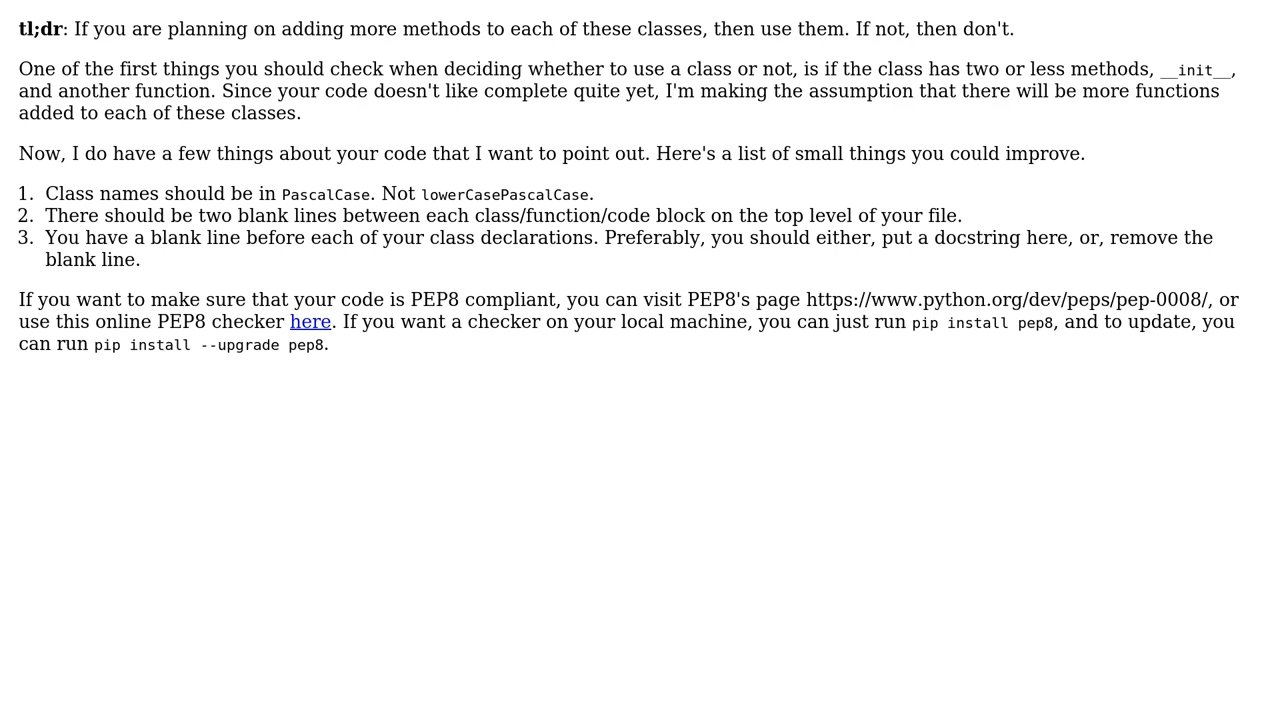 tl;dr: If you are planning on adding more methods to each of these classes, then use them. If not, then don't.
One of the first things you should check when deciding whether to use a class or not, is if the class has two or less methods, __init__,
and another function. Since your code doesn't like complete quite yet, I'm making the assumption that there will be more functions
added to each of these classes.
Now, I do have a few things about your code that I want to point out. Here's a list of small things you could improve.
1. Class names should be in PascalCase. Not lowerCasePascalCase.
2. There should be two blank lines between each class/function/code block on the top level of your file.
3. You have a blank line before each of your class declarations. Preferably, you should either, put a docstring here, or, remove the
blank line.
If you want to make sure that your code is PEP8 compliant, you can visit PEP8's page https://www.python.org/dev/peps/pep-0008/, or
use this online PEP8 checker here. If you want a checker on your local machine, you can just run pip install pep8, and to update, you
can run pip install --upgrade pep8.